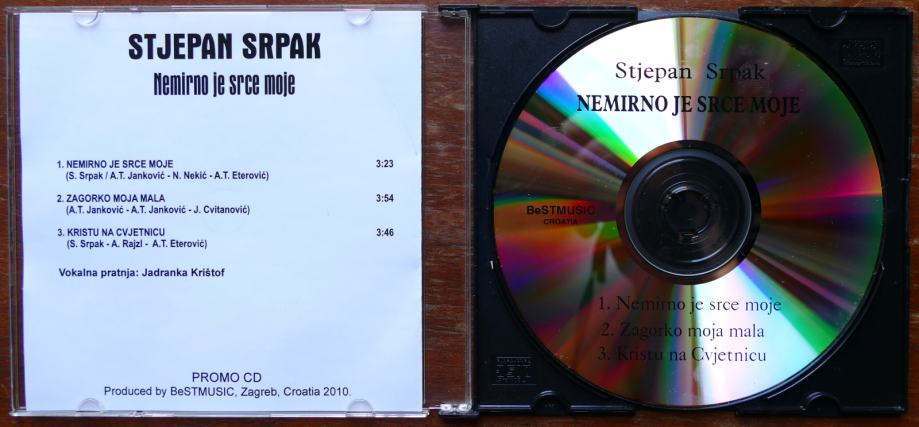 STJEPAN SRPAK
Nemirno je srce moje
1. NEMIRNO JE SRCE MOJE 3:23
(S. Srpak / A.T. Janković - N. Nekić - A.T. Eterović)
2. ZAGORKO MOJA MALA 3:54
(A.T. Janković - A.T. Janković - J. Cvitanović)
3. KRISTU NA CVJETNICU 3:46
(S. Srpak - A. Rajzl - A.T. Eterović)
Vokalna pratnja: Jadranka Krištof
PROMO CD
Produced by BeSTMUSIC, Zagreb, Croatia 2010.
Stjepan Srpak
NEMIRNO JE SRCE MOJE
BeSTMUSIC
CROATIA
1. Nemirno je srce moje
2. Zagorko moja mala
3. Kristu na Cvjetnicu